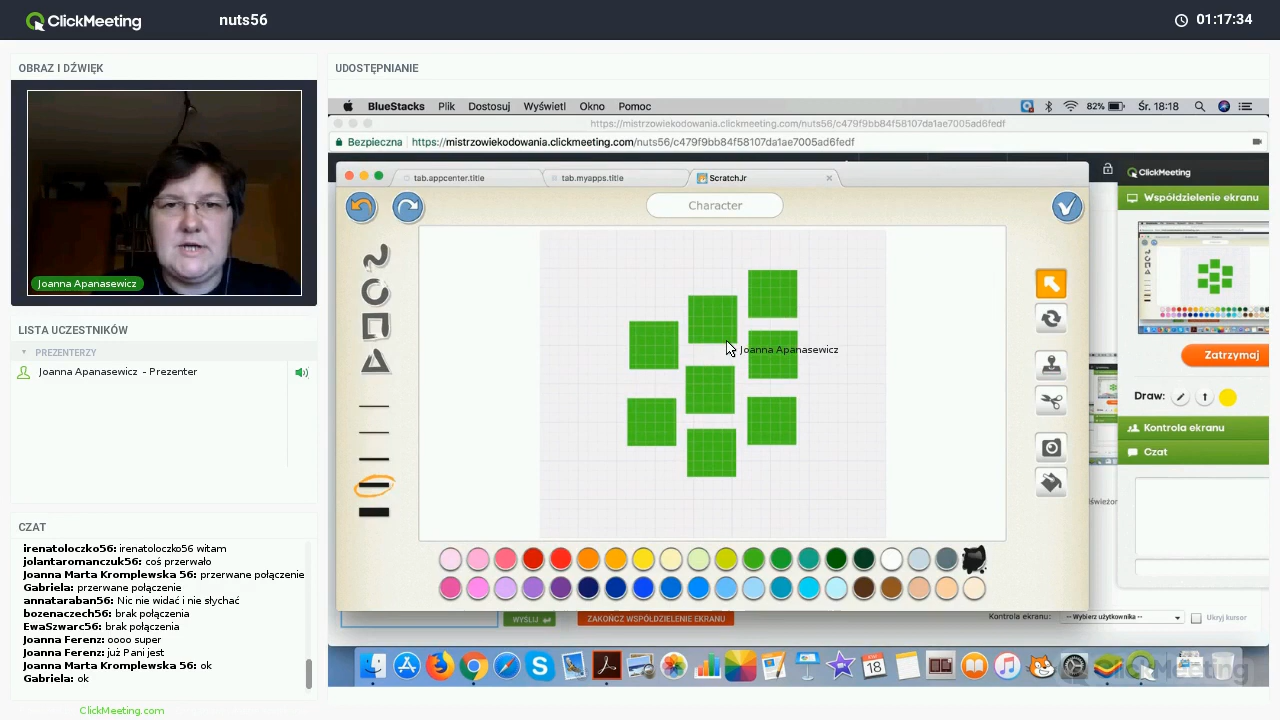 ClickMeeting
nuts56
01:17:34
OBRAZ I DŹWIĘK
Joanna Apanasewicz
LISTA UCZESTNIKÓW
PREZENTERZY
Joanna Apanasewicz - Prezenter
CZAT
irenatoloczko56: irenatoloczko56 witam
jolantaromanczuk56: coś przerwało
Joanna Marta Kromplewska 56: przerwane połączenie
Gabriela: przerwane połączenie
annataraban56: Nic nie widać i nie słychać
bozenaczech56: brak połączenia
EwaSzwarc56: brak połączenia
Joanna Ferenz: oooo super
Joanna Ferenz: już Pani jest
Joanna Marta Kromplewska 56: ok
Gabriela: ok
ClickMeeting.com
UDOSTĘPNIANIE
BlueStacks Plik Dostosuj Wyświetl Okno Pomoc
82% Śr. 18:18
https://mistrzowiekodowania.clickmeeting.com/nuts56/c479f9bb84f58107da1ae7005ad6fedf
Bezpieczna https://mistrzowiekodowania.clickmeeting.com/nuts56/c479f9bb84f58107da1ae7005ad6fedf
tab.appcenter.title tab.myapps.title ScratchJr
Character
Joanna Apanasewicz
ClickMeeting
Współdzielenie ekranu
Zatrzymaj
Draw:
Kontrola ekranu
Czat
WYŚLIJ
ZAKOŃCZ WSPÓŁDZIELENIE EKRANU
Kontrola ekranu: -- Wybierz użytkownika -- Ukryj kursor
18
ClickMeeting